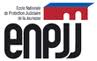 Ecole Nationale
de Protection Judiciaire
de la Jeunesse
enpjj